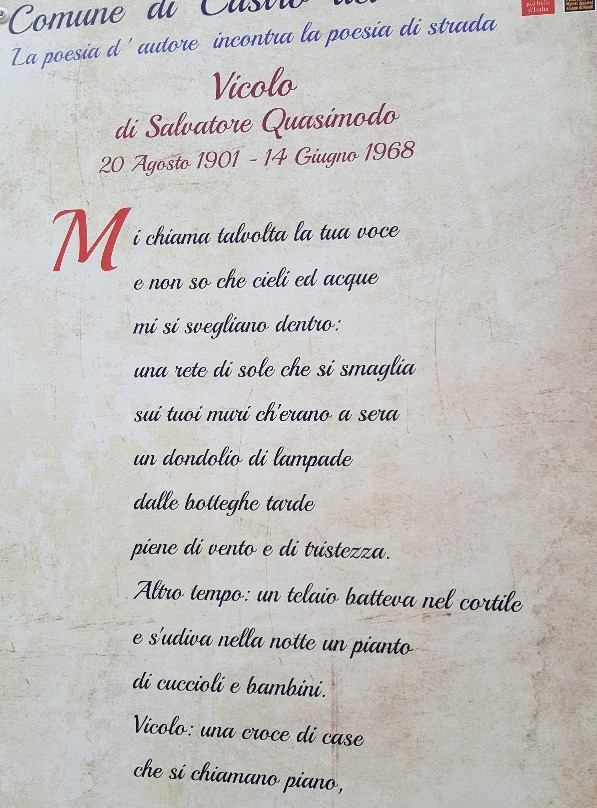 Comune di Castro dei
La poesia d' autore incontra la poesia di strada
Vicolo
di Salvatore Quasimodo
20 Agosto 1901 - 14 Giugno 1968
Mi chiama talvolta la tua voce
e non so che cieli ed acque
mi si svegliano dentro:
una rete di sole che si smaglia
sui tuoi muri ch'erano a sera
un dondolio di lampade
dalle botteghe tarde
piene di vento e di tristezza.
Altro tempo: un telaio batteva nel cortile
e s'udiva nella notte un pianto
di cuccioli e bambini.
Vicolo: una croce di case
che si chiamano piano,